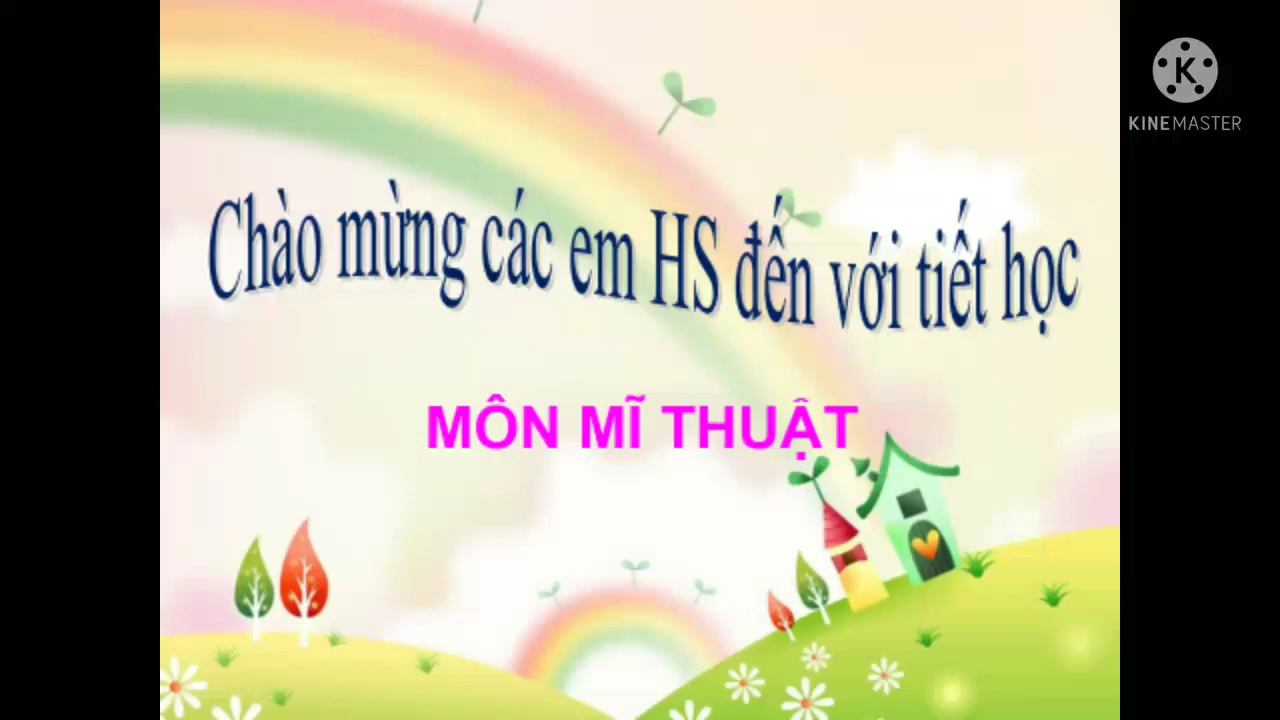 KINEMASTER
Chào mừng các em HS đến với tiết học
MÔN MĨ THUẬT